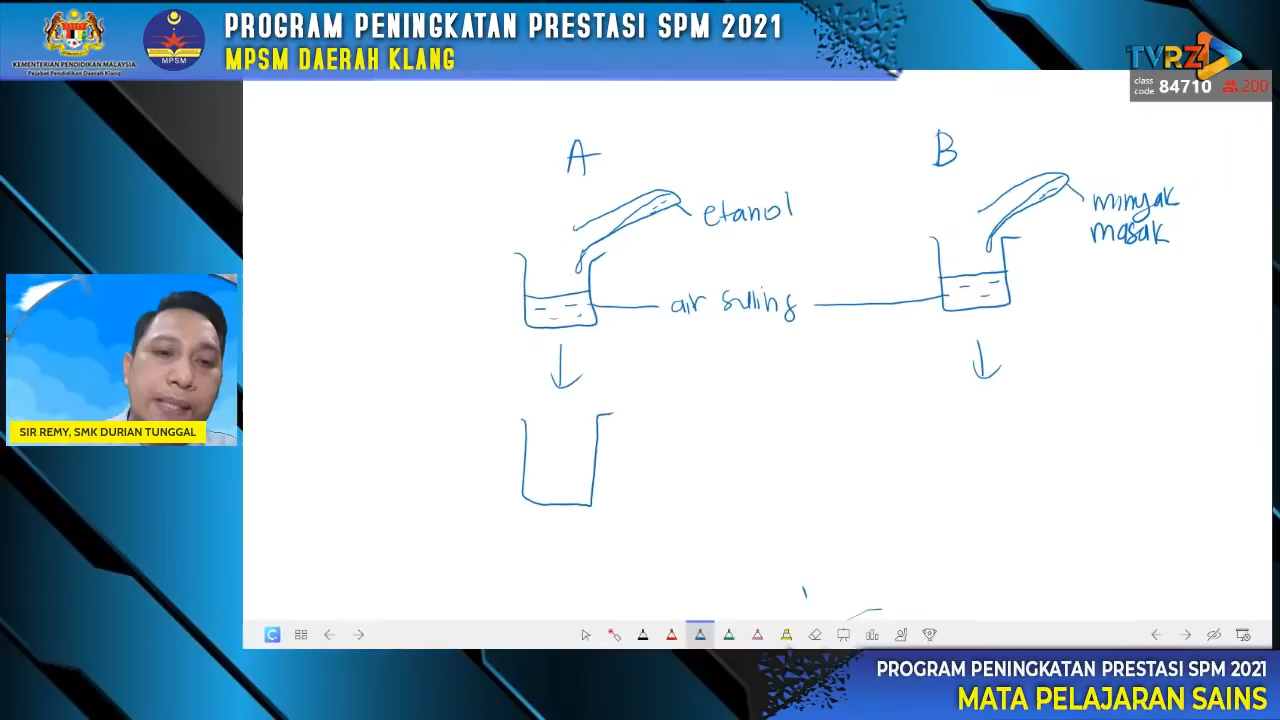 PROGRAM PENINGKATAN PRESTASI SPM 2021
MPSM DAERAH KLANG
KEMENTERIAN PENDIDIKAN MALAYSIA
Pejabat Pendidikan Daerah Klang
MPSM
TVRZ
class code 84710 200
A
B
etanol
minyak
masak
air suling
SIR REMY, SMK DURIAN TUNGGAL
PROGRAM PENINGKATAN PRESTASI SPM 2021
MATA PELAJARAN SAINS